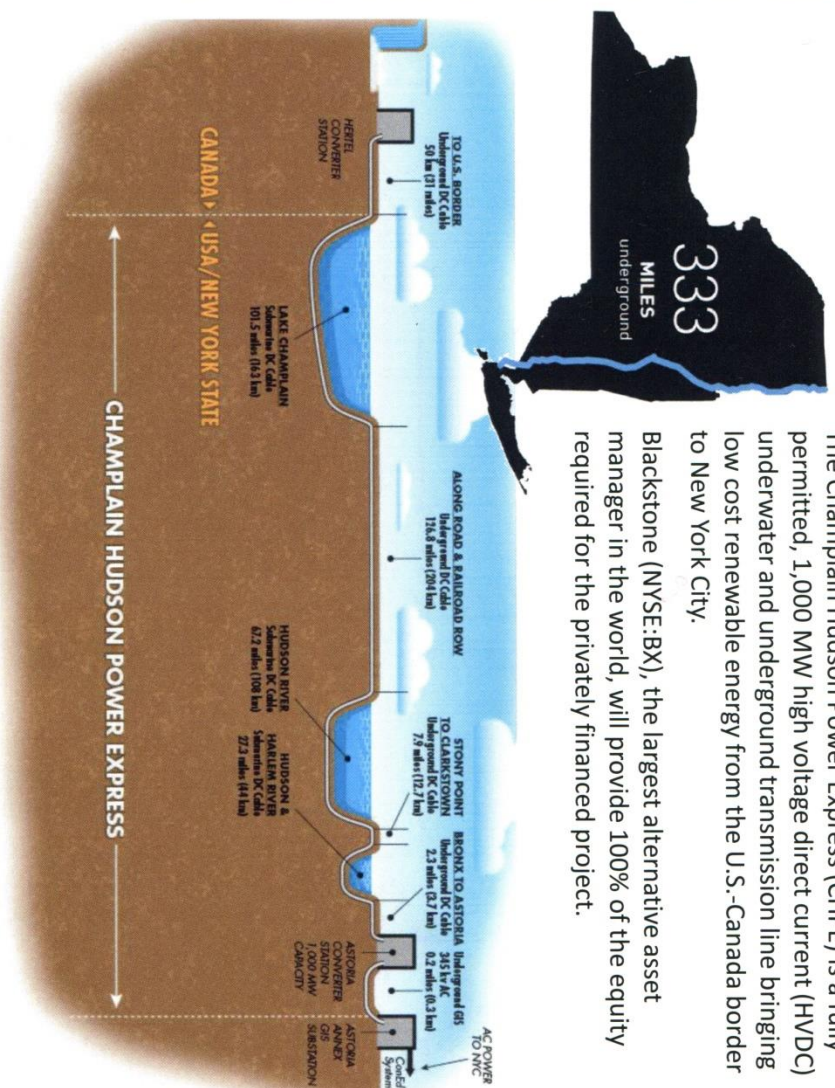 333
MILES
underground
The Champlain Hudson Power Express (CHPE) is a fully
permitted, 1,000 MW high voltage direct current (HVDC)
underwater and underground transmission line bringing
low cost renewable energy from the U.S.-Canada border
to New York City.
Blackstone (NYSE:BX), the largest alternative asset
manager in the world, will provide 100% of the equity
required for the privately financed project.
TO U.S. BORDER
Underground DC Cable
50 km (31 miles)
HERTEL
CONVERTER
STATION
CANADA
USA/NEW YORK STATE
LAKE CHAMPLAIN
Submarine DC Cable
101.5 miles (163 km)
ALONG ROAD & RAILROAD ROW
Underground DC Cable
126.8 miles (204 km)
HUDSON RIVER
Submarine DC Cable
67.2 miles (108 km)
STONY POINT
TO CLARKSTOWN
Underground DC Cable
7.9 miles (12.7 km)
HUDSON &
HARLEM RIVER
Submarine DC Cable
27.3 miles (44 km)
BRONX TO ASTORIA
Underground DC Cable
2.3 miles (3.7 km)
ASTORIA
CONVERTER
STATION
1,000 MW
CAPACITY
Underground GIS
345 kv AC
0.2 miles (0.3 km)
ASTORIA
ANNEX
GIS
SUBSTATION
AC POWER
TO NYC
ConEd
System
CHAMPLAIN HUDSON POWER EXPRESS